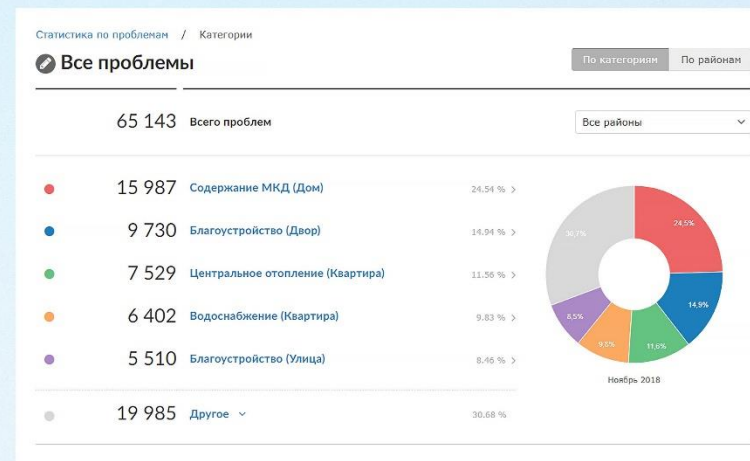 Статистика по проблемам / Категории
Все проблемы
По категориям По районам
65 143 Всего проблем
Все районы
15 987 Содержание МКД (Дом) 24.54 %
9 730 Благоустройство (Двор) 14.94 %
7 529 Центральное отопление (Квартира) 11.56 %
6 402 Водоснабжение (Квартира) 9.83 %
5 510 Благоустройство (Улица) 8.46 %
19 985 Другое 30.68 %
24,5%
14,9%
11,6%
8,5%
30,7%
Ноябрь 2018